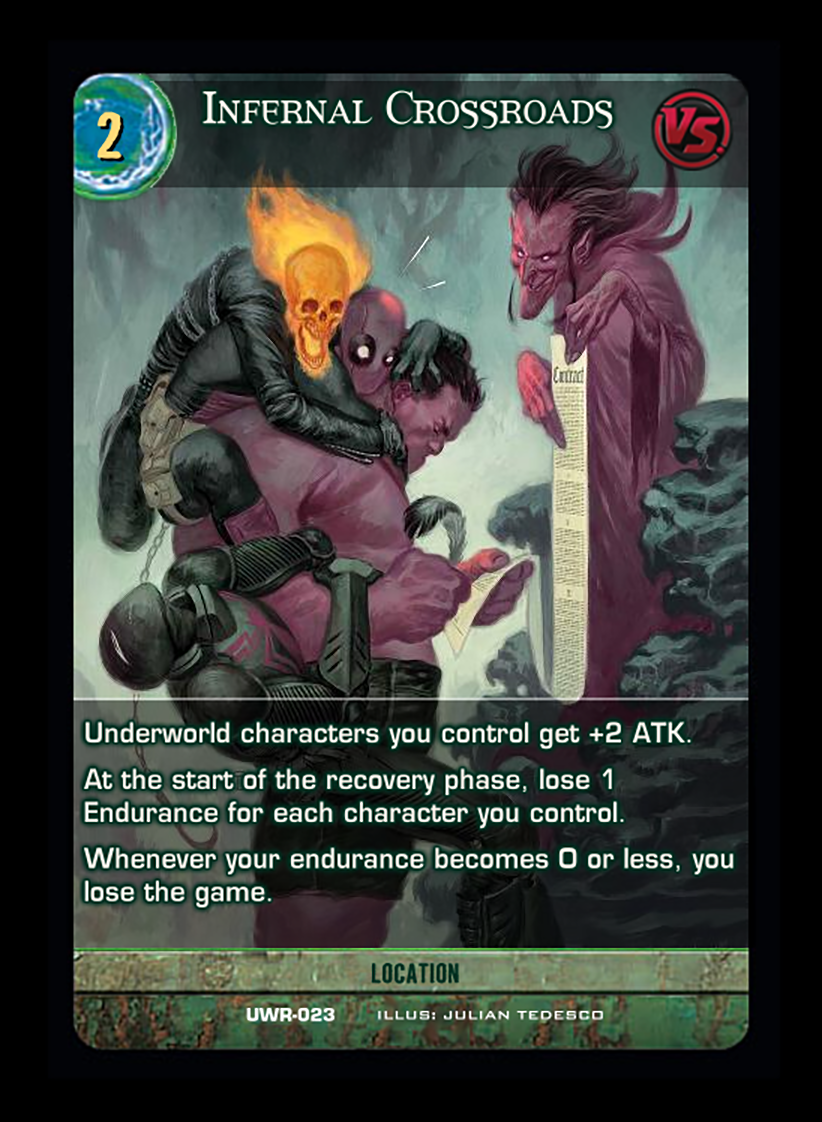 2
Infernal Crossroads
VS.
Contract
Underworld characters you control get +2 ATK.
At the start of the recovery phase, lose 1
Endurance for each character you control.
Whenever your endurance becomes 0 or less, you
lose the game.
LOCATION
UWR-023 ILLUS: JULIAN TEDESCO